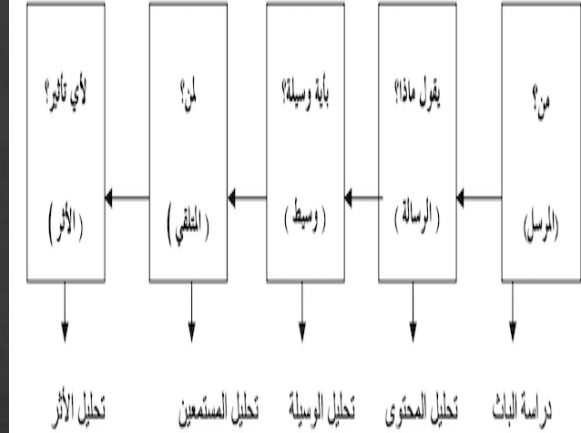 من؟
(المرسل)
يقول ماذا؟
( الرسالة )
بأية وسيلة؟
( وسيط )
لمن؟
( المتلقي )
لأي تأثير؟
( الأثر )
دراسة الباث
تحليل المحتوى
تحليل الوسيلة
تحليل المستمعين
تحليل الأثر